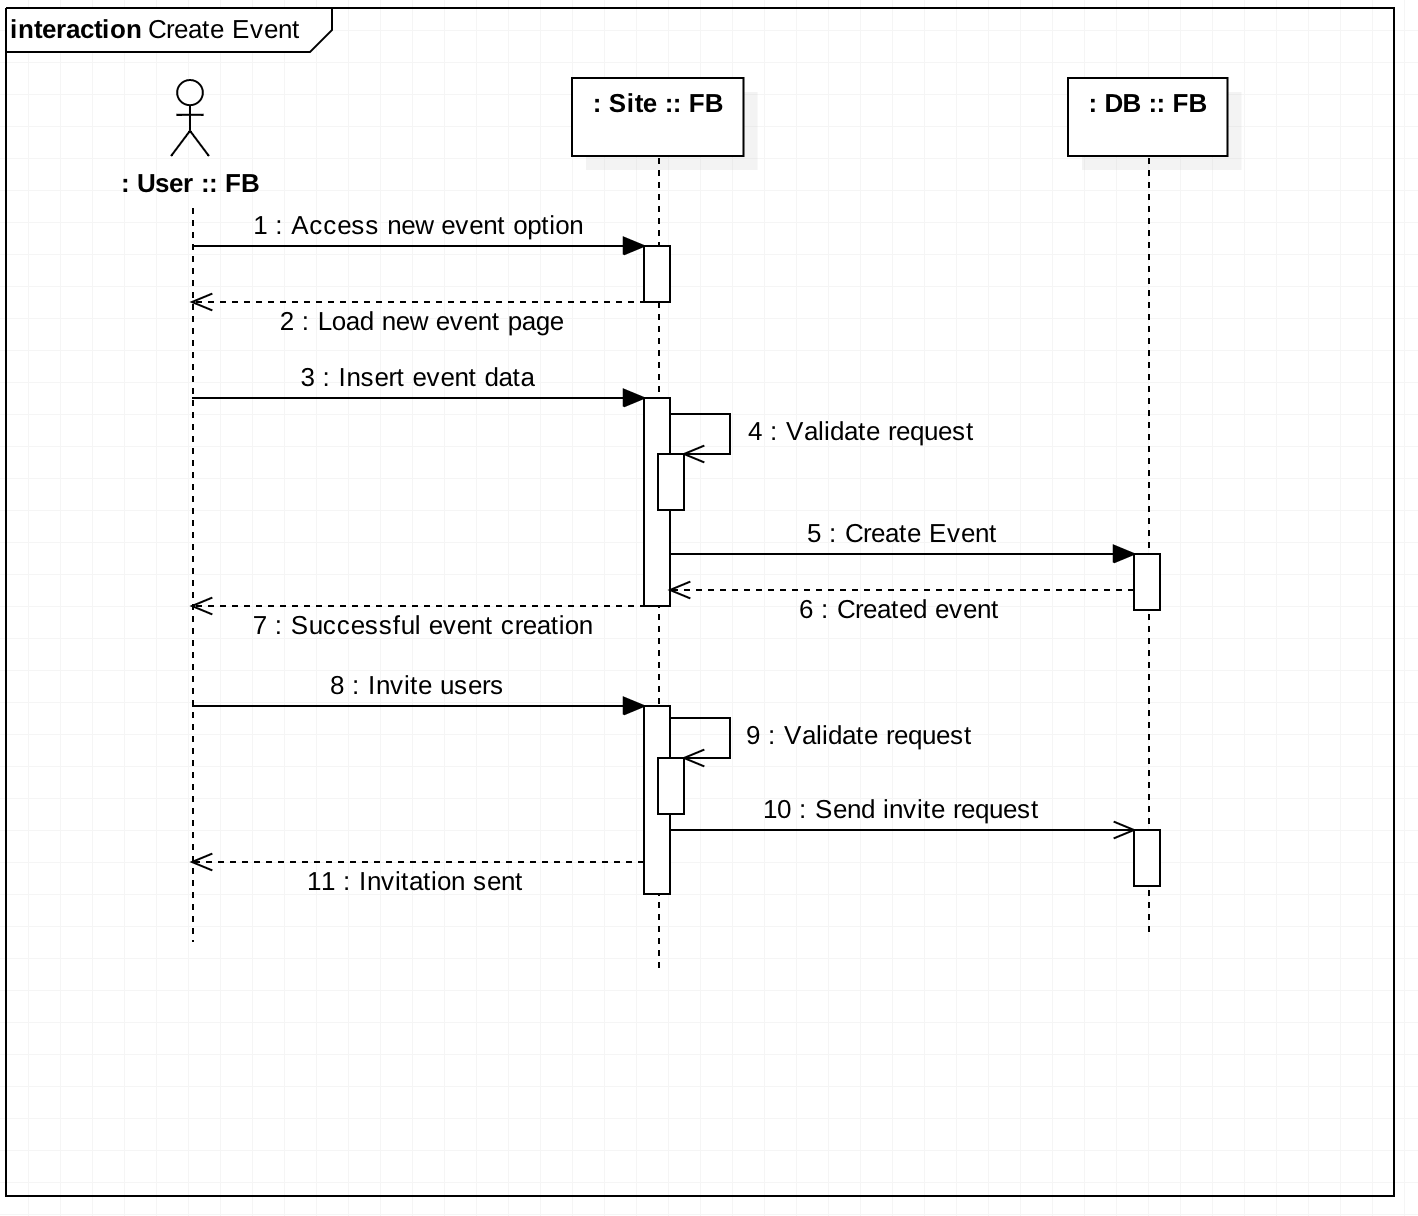 interaction Create Event
: User :: FB
: Site :: FB
: DB :: FB
1 : Access new event option
2 : Load new event page
3 : Insert event data
4 : Validate request
5 : Create Event
6 : Created event
7 : Successful event creation
8 : Invite users
9 : Validate request
10 : Send invite request
11 : Invitation sent